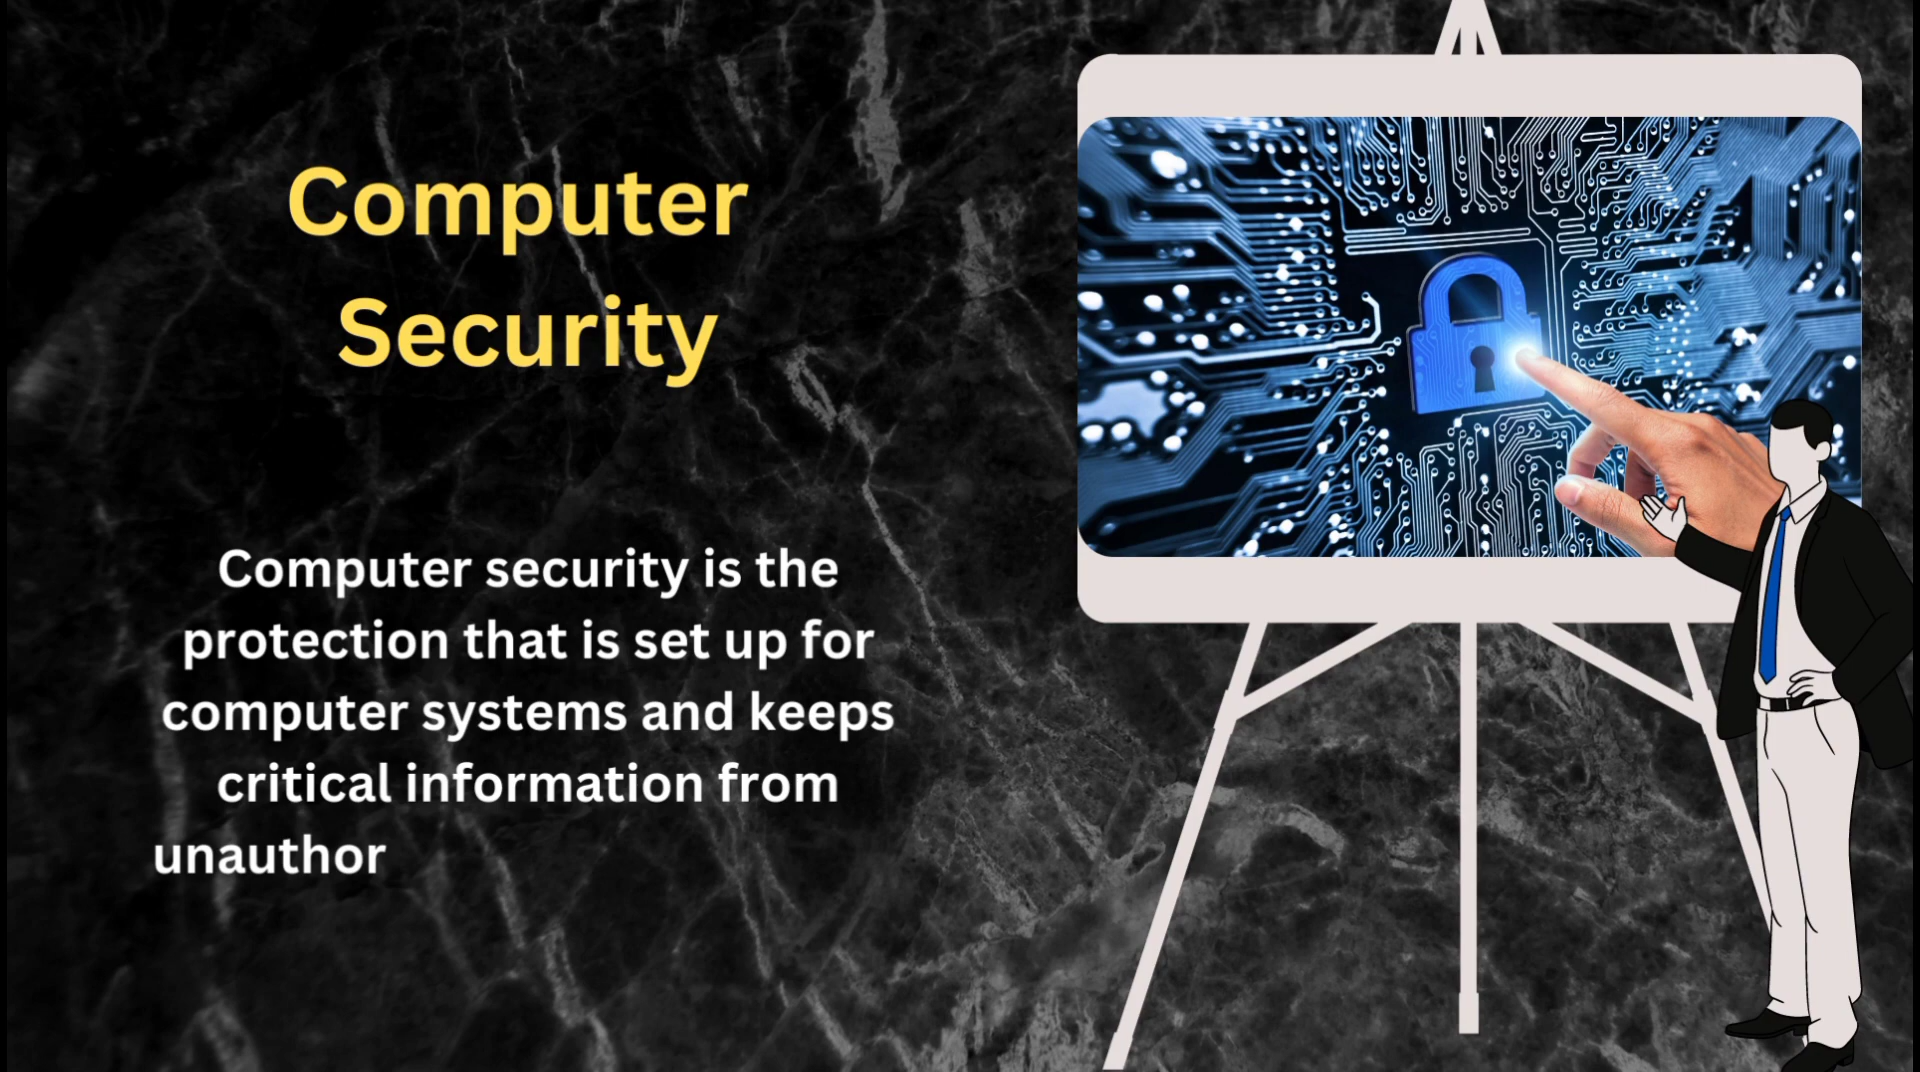 Computer
Security
Computer security is the
protection that is set up for
computer systems and keeps
critical information from
unauthor